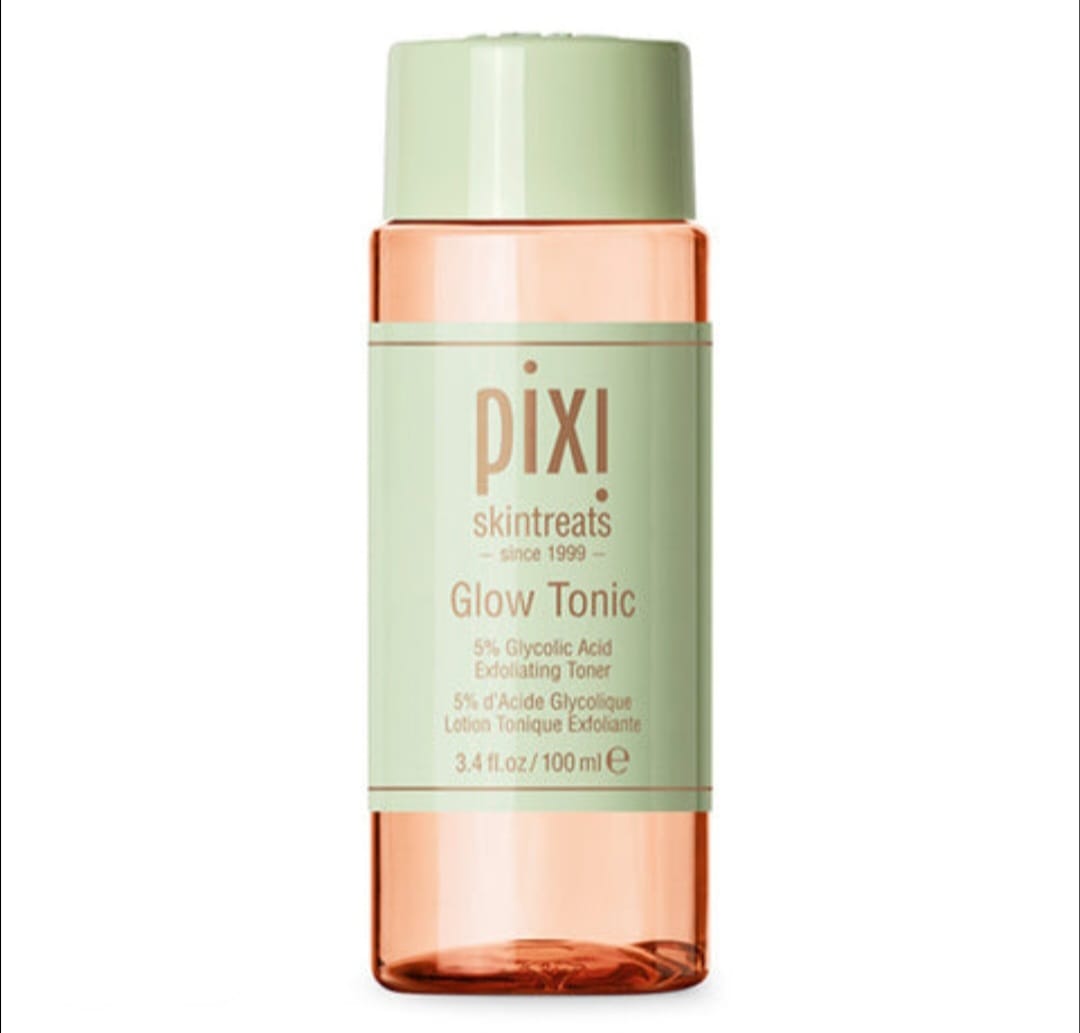 pixi
skintreats
– since 1999 –
Glow Tonic
5% Glycolic Acid
Exfoliating Toner
5% d'Acide Glycolique
Lotion Tonique Exfoliante
3.4 fl.oz / 100 ml ℮